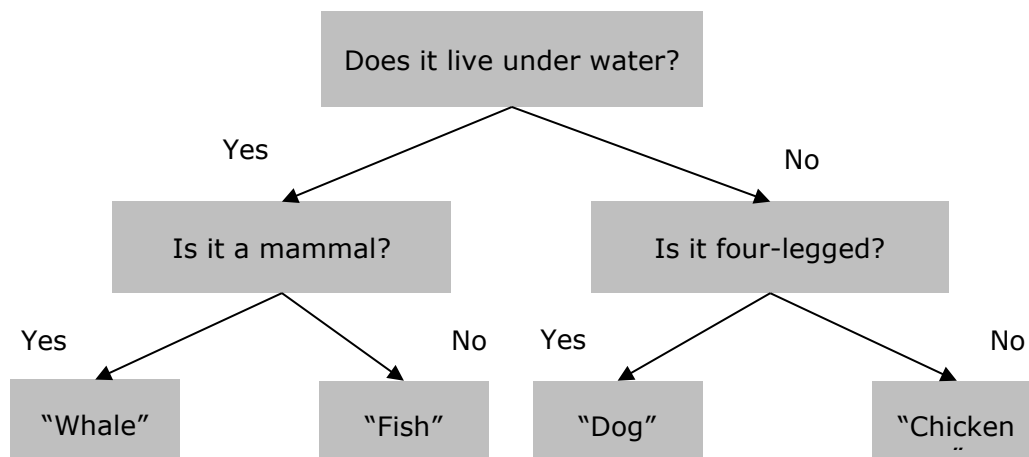 Does it live under water?
Yes
No
Is it a mammal?
Is it four-legged?
Yes
No
Yes
No
“Whale”
“Fish”
“Dog”
“Chicken
”